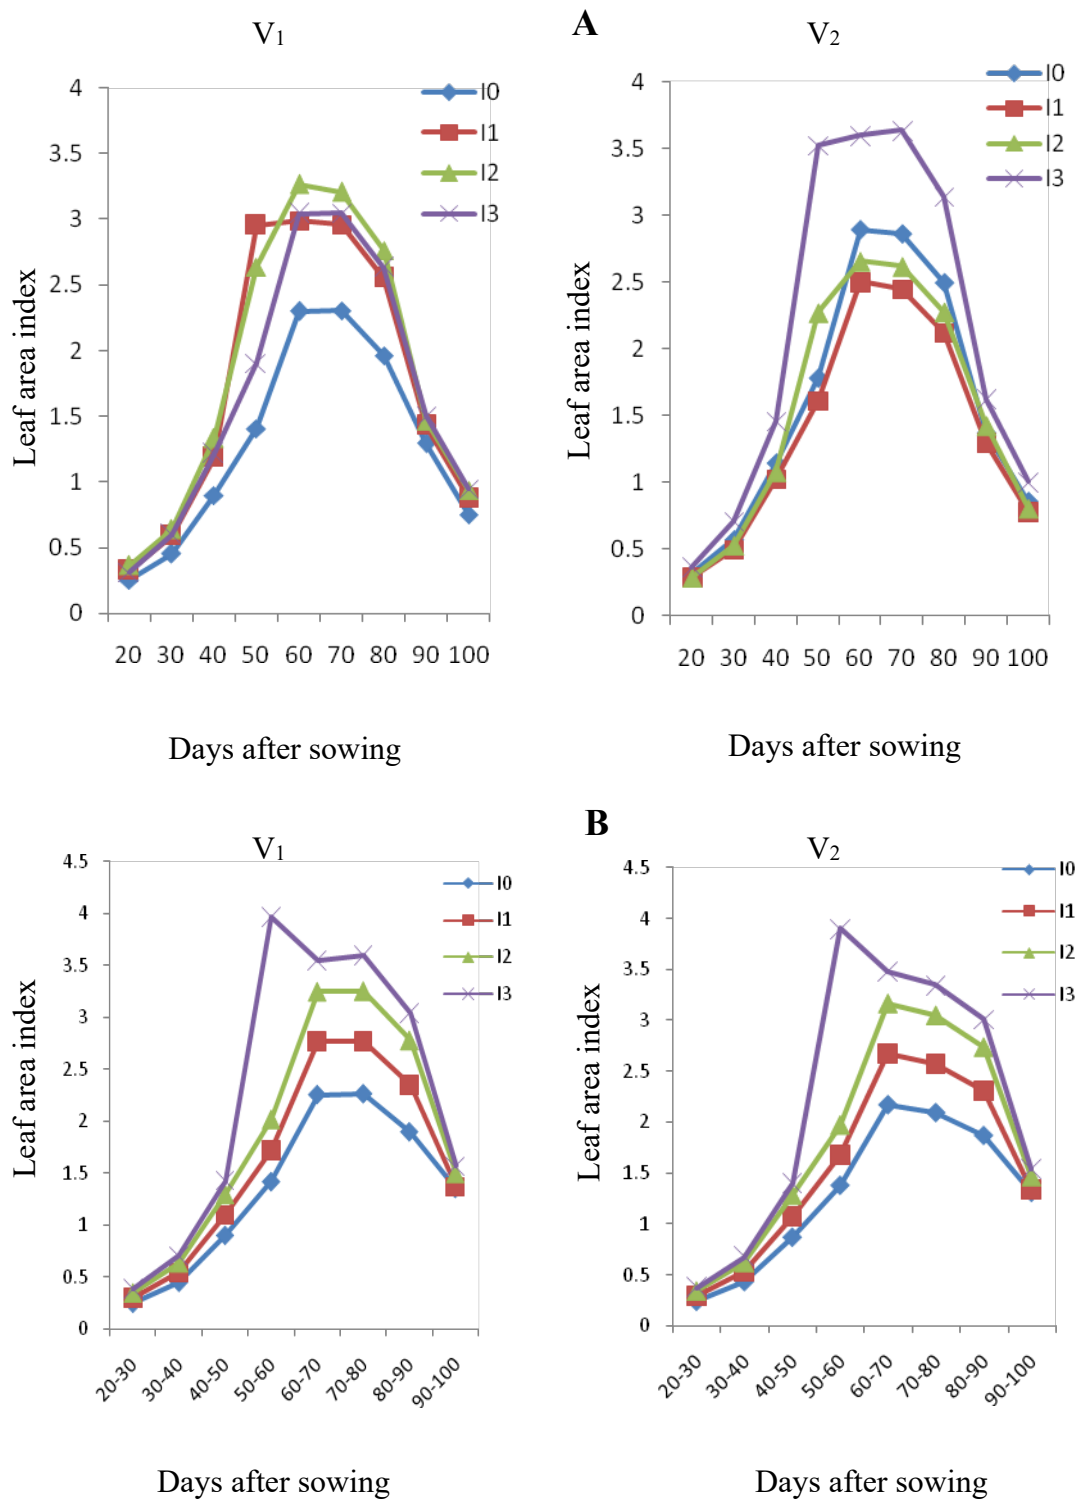 A
V1
V2
I0
I1
I2
I3
4
3.5
3
2.5
2
1.5
1
0.5
0
Leaf area index
20 30 40 50 60 70 80 90 100
Days after sowing
I0
I1
I2
I3
4
3.5
3
2.5
2
1.5
1
0.5
0
Leaf area index
20 30 40 50 60 70 80 90 100
Days after sowing
B
V1
V2
I0
I1
I2
I3
4.5
4
3.5
3
2.5
2
1.5
1
0.5
0
Leaf area index
20-30 30-40 40-50 50-60 60-70 70-80 80-90 90-100
Days after sowing
I0
I1
I2
I3
4.5
4
3.5
3
2.5
2
1.5
1
0.5
0
Leaf area index
20-30 30-40 40-50 50-60 60-70 70-80 80-90 90-100
Days after sowing